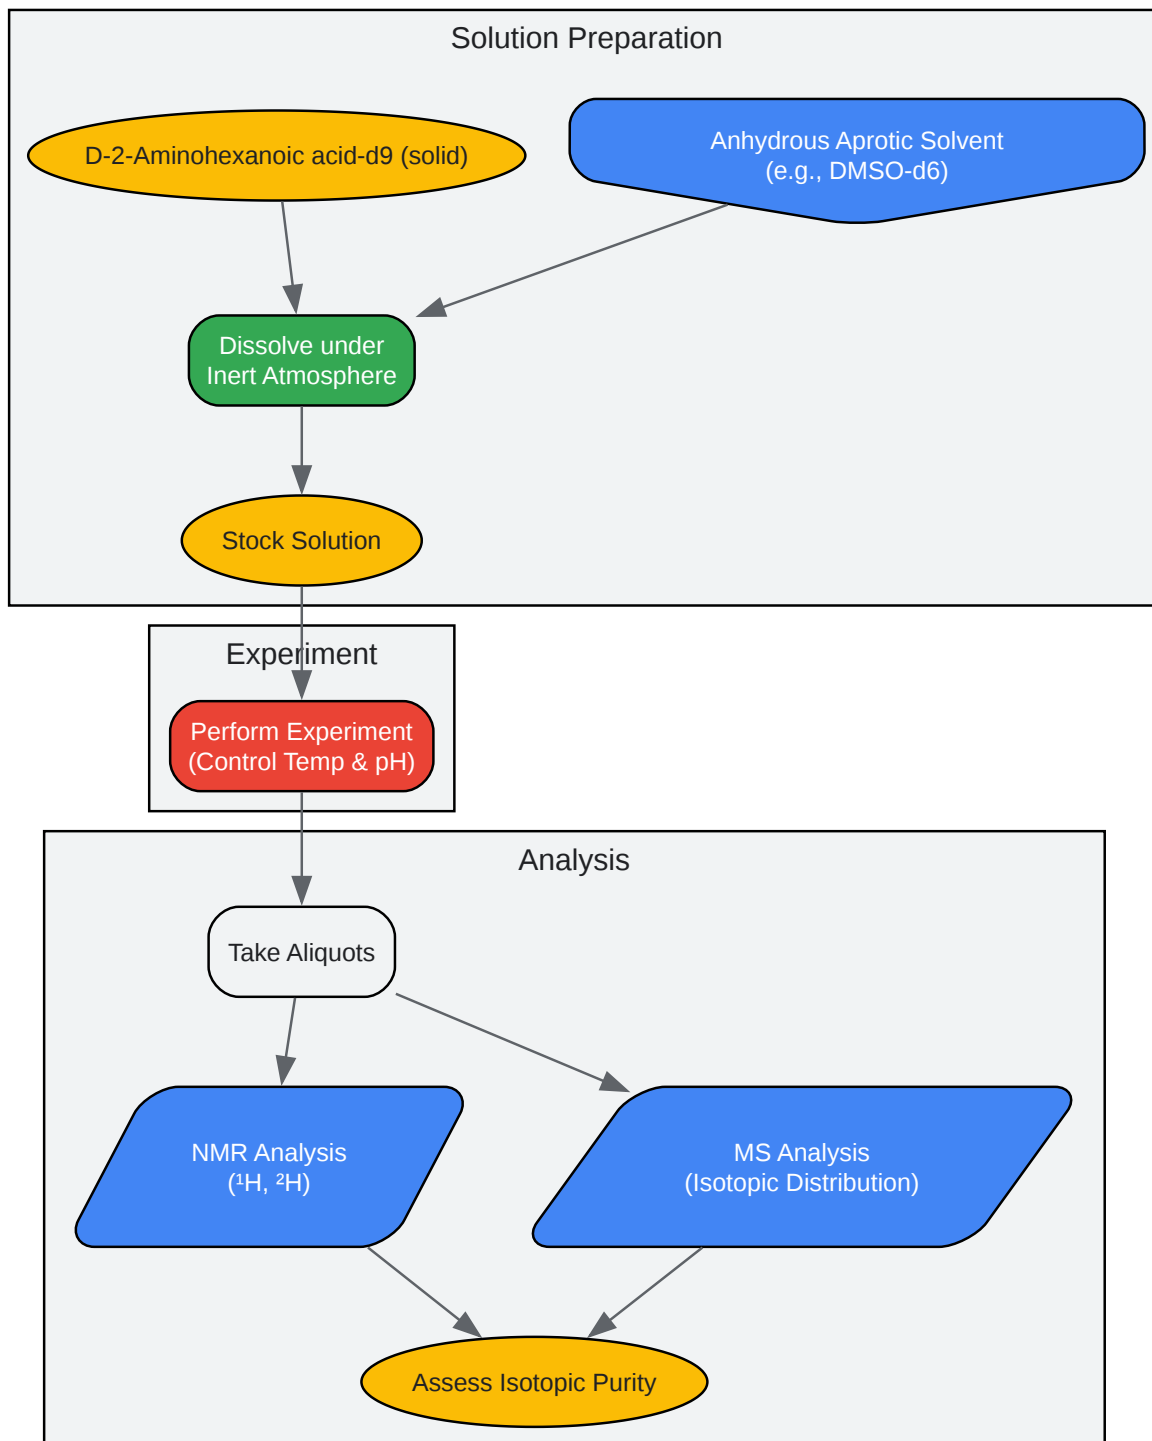 Solution Preparation
D-2-Aminohexanoic acid-d9 (solid)
Anhydrous Aprotic Solvent
(e.g., DMSO-d6)
Dissolve under
Inert Atmosphere
Stock Solution
Experiment
Perform Experiment
(Control Temp & pH)
Analysis
Take Aliquots
NMR Analysis
(¹H, ²H)
MS Analysis
(Isotopic Distribution)
Assess Isotopic Purity